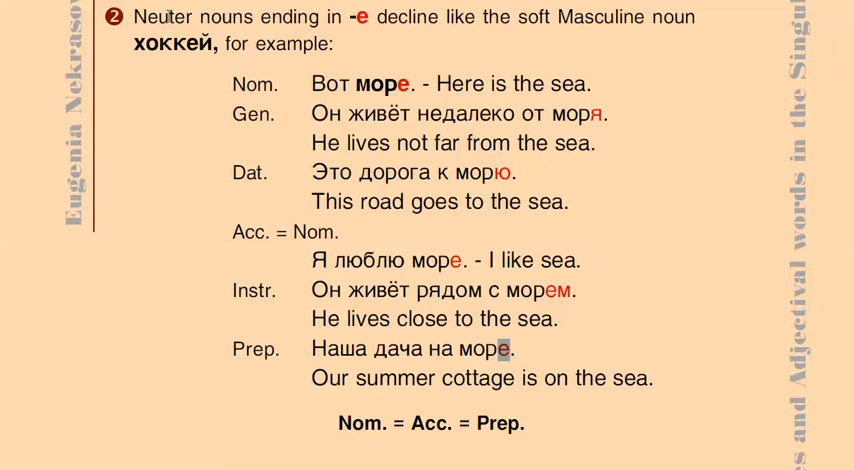 Eugenia Nekrasov
❷ Neuter nouns ending in -е decline like the soft Masculine noun
хоккей, for example:
Nom. Вот море. - Here is the sea.
Gen. Он живёт недалеко от моря.
He lives not far from the sea.
Dat. Это дорога к морю.
This road goes to the sea.
Acc. = Nom.
Я люблю море. - I like sea.
Instr. Он живёт рядом с морем.
He lives close to the sea.
Prep. Наша дача на море.
Our summer cottage is on the sea.
Nom. = Acc. = Prep.
es and Adjectival words in the Singul